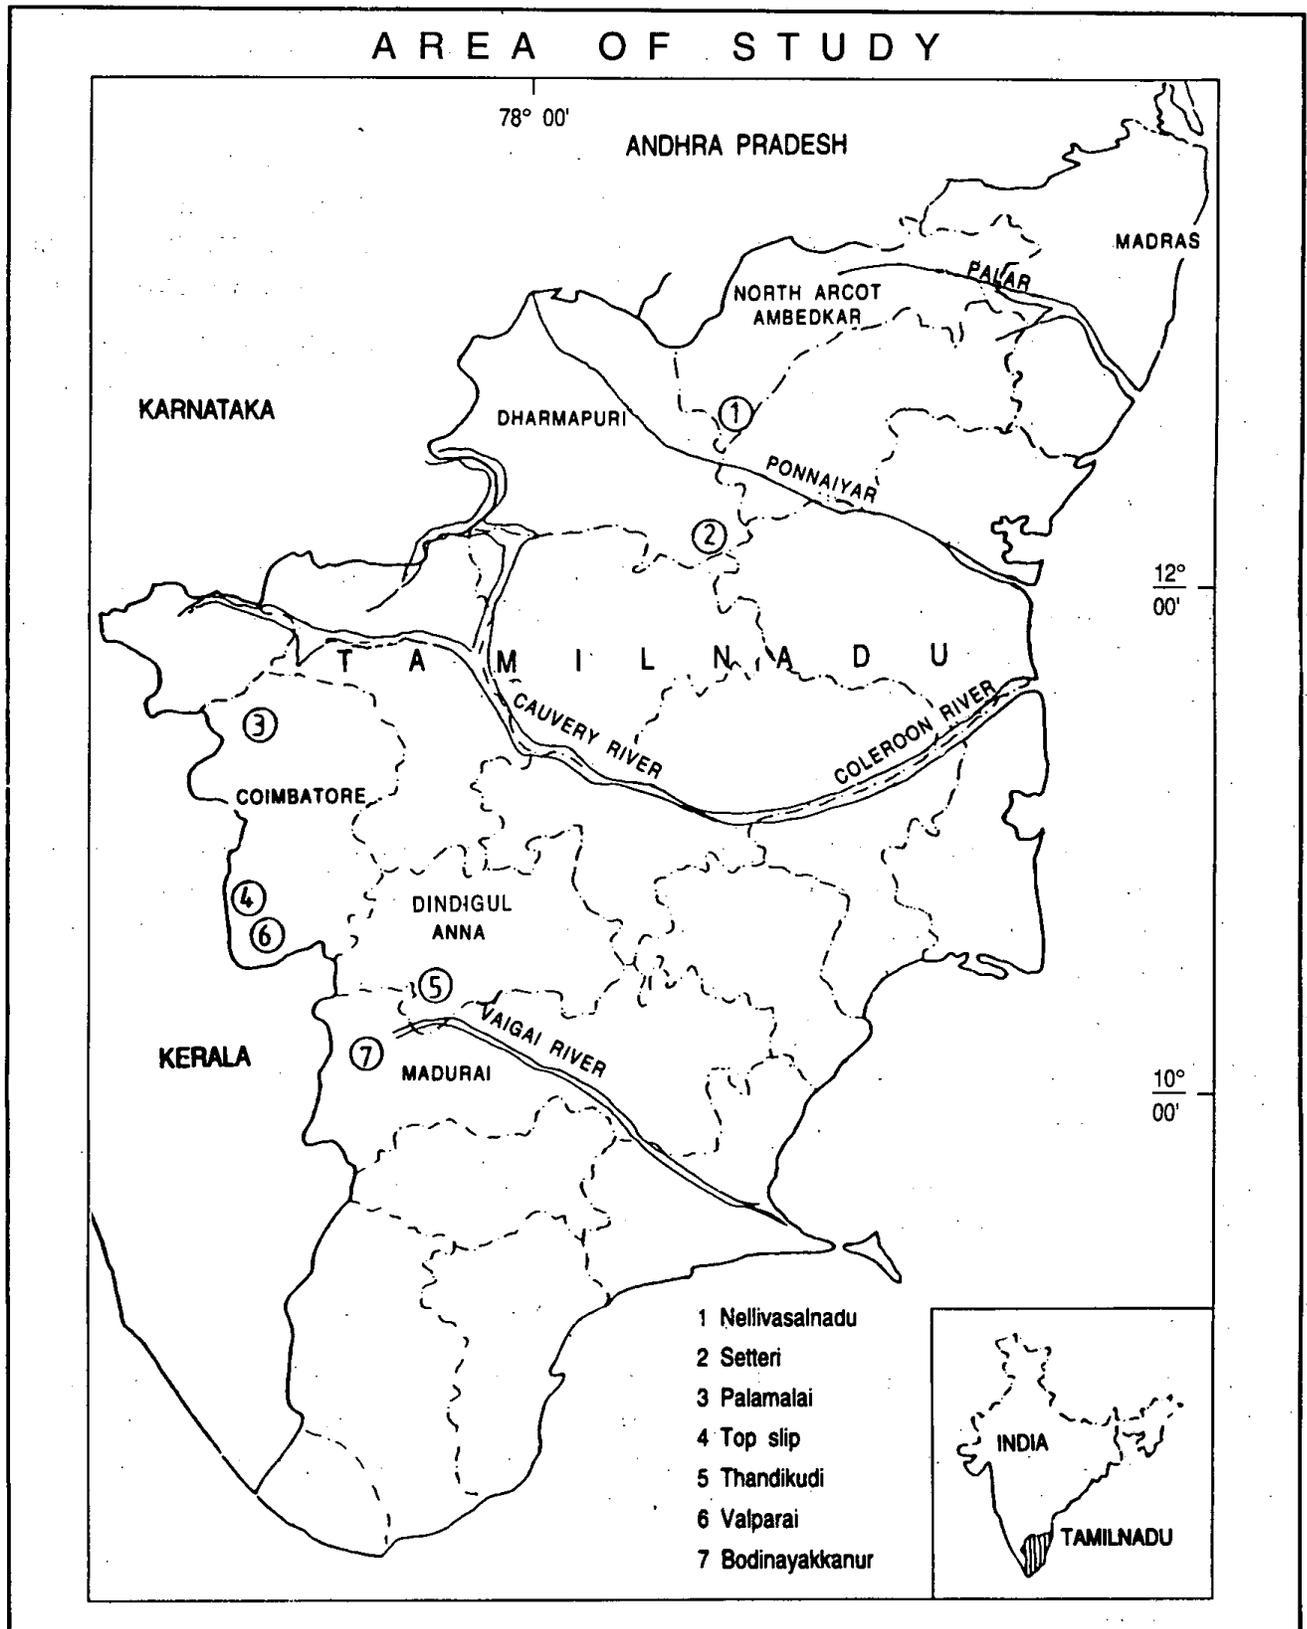 AREA OF STUDY
78° 00'
ANDHRA PRADESH
MADRAS
PALAR
NORTH ARCOT
AMBEDKAR
KARNATAKA
DHARMAPURI
1
PONNAIYAR
2
12°
00'
TAMILNADU
3
CAUVERY RIVER
COLEROON RIVER
COIMBATORE
4
DINDIGUL
ANNA
6
5
VAIGAI RIVER
KERALA
7
MADURAI
10°
00'
1 Nellivasalnadu
2 Setteri
3 Palamalai
4 Top slip
5 Thandikudi
6 Valparai
7 Bodinayakkanur
INDIA
TAMILNADU